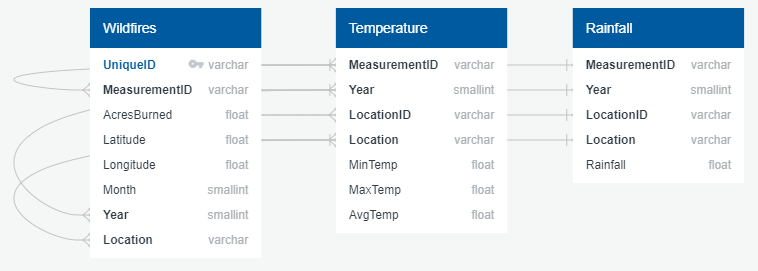 Wildfires
UniqueID varchar
MeasurementID varchar
AcresBurned float
Latitude float
Longitude float
Month smallint
Year smallint
Location varchar
Temperature
MeasurementID varchar
Year smallint
LocationID varchar
Location varchar
MinTemp float
MaxTemp float
AvgTemp float
Rainfall
MeasurementID varchar
Year smallint
LocationID varchar
Location varchar
Rainfall float